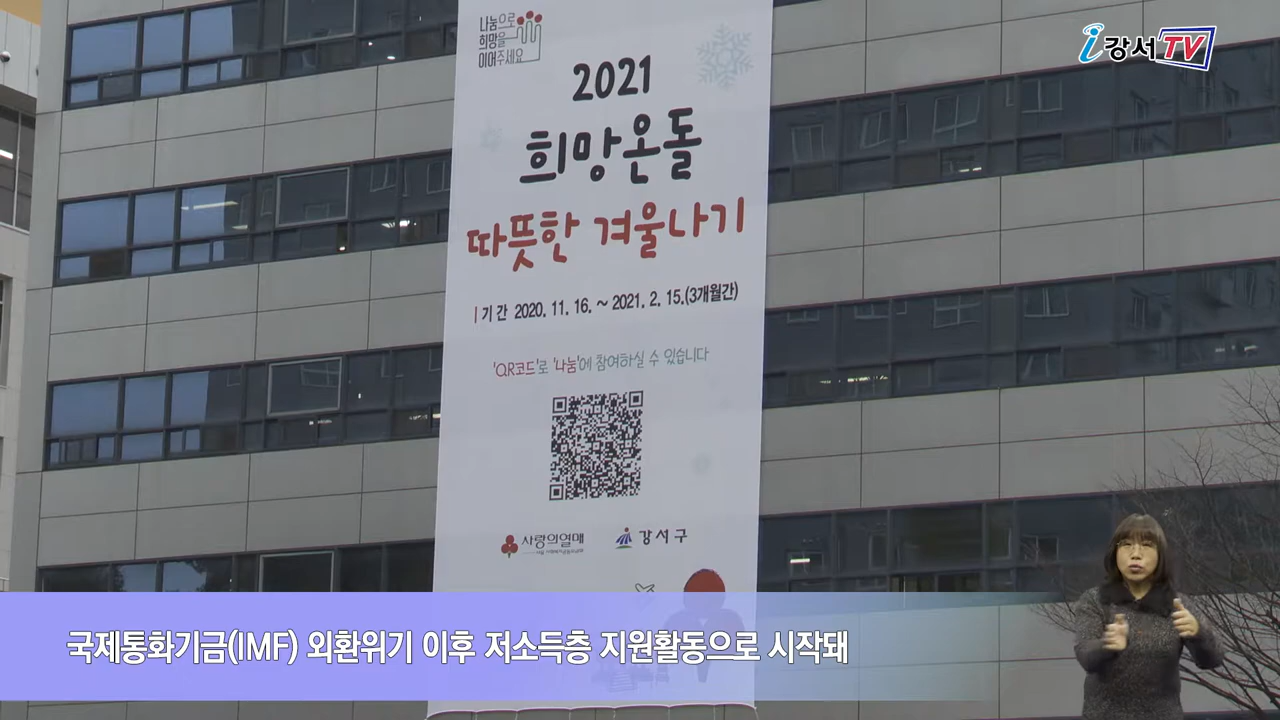 나눔으로
희망을
이어주세요
i강서TV
2021
희망온돌
따뜻한 겨울나기
기 간 2020. 11. 16. ~ 2021. 2. 15.(3개월간)
'QR코드'로 '나눔'에 참여하실 수 있습니다
사랑의열매
강서구
국제통화기금(IMF) 외환위기 이후 저소득층 지원활동으로 시작돼